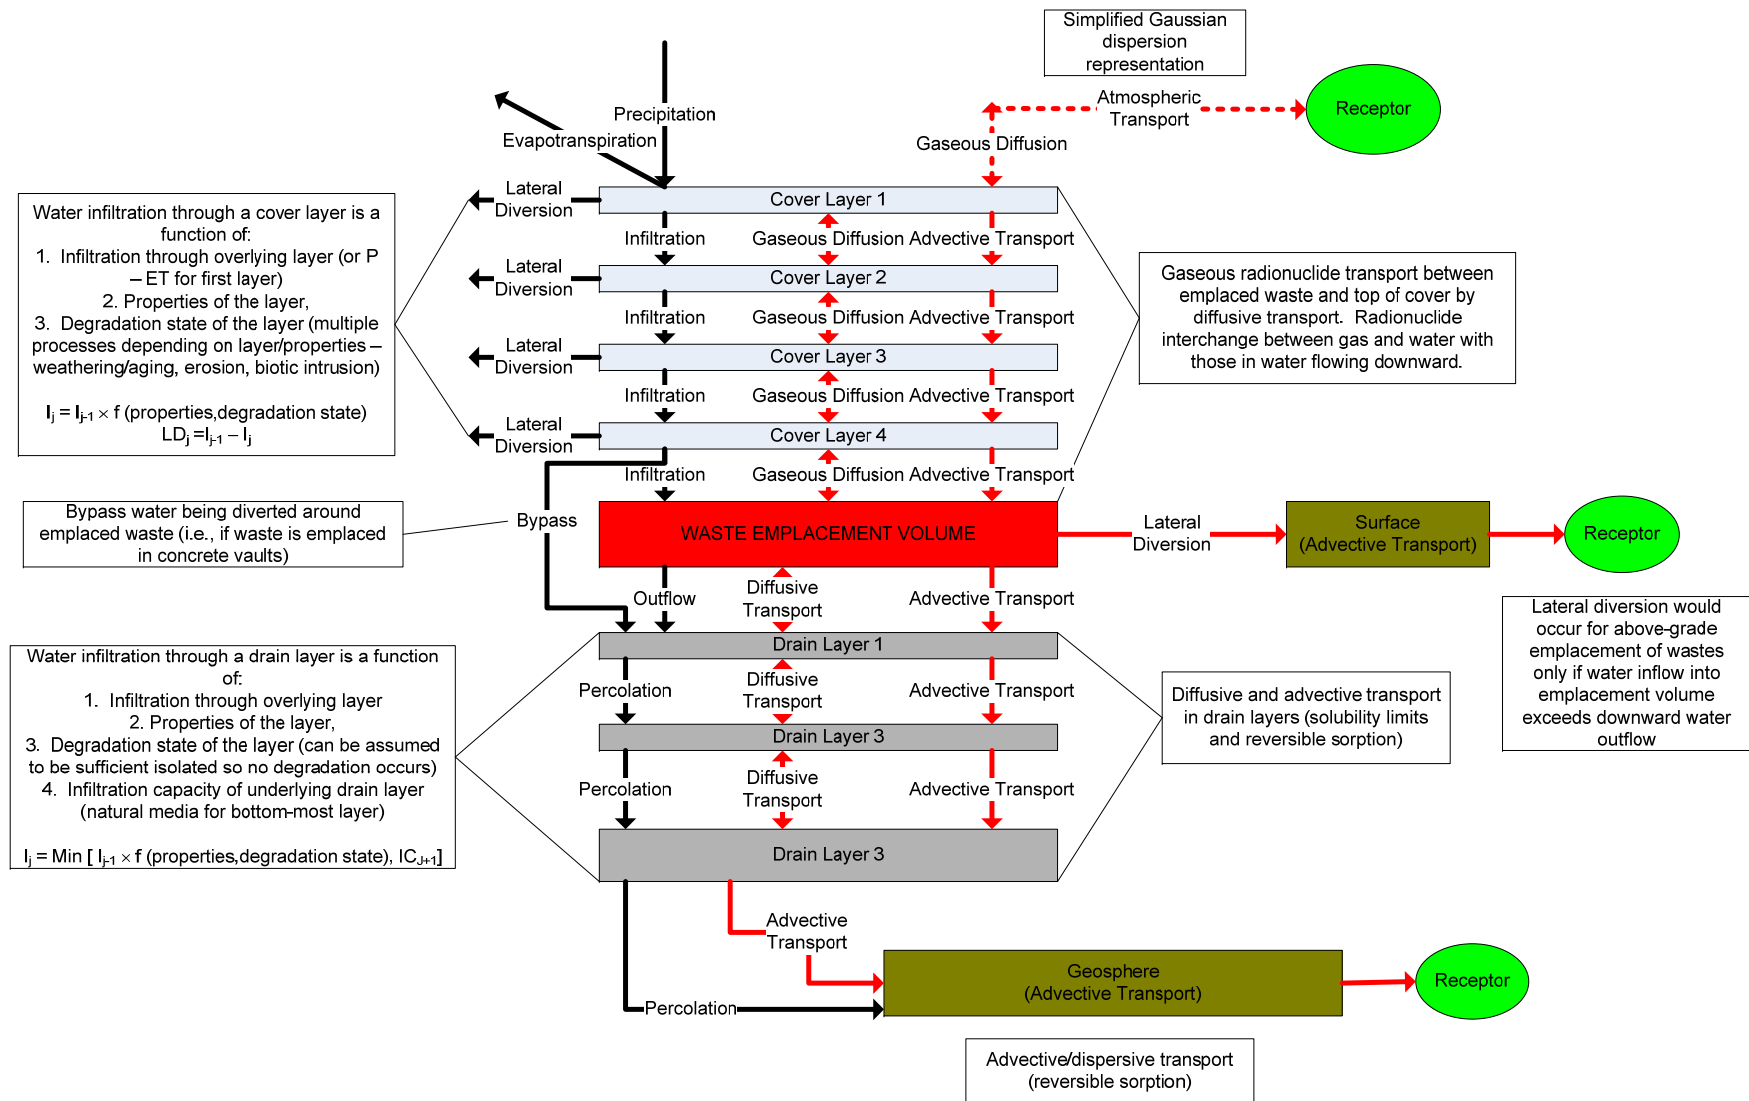 Simplified Gaussian
dispersion
representation
Precipitation
Evapotranspiration
Atmospheric
Transport
Receptor
Gaseous Diffusion
Lateral
Diversion
Cover Layer 1
Infiltration
Gaseous Diffusion
Advective Transport
Lateral
Diversion
Cover Layer 2
Infiltration
Gaseous Diffusion
Advective Transport
Lateral
Diversion
Cover Layer 3
Infiltration
Gaseous Diffusion
Advective Transport
Lateral
Diversion
Cover Layer 4
Infiltration
Gaseous Diffusion
Advective Transport
Water infiltration through a cover layer is a
function of:
1. Infiltration through overlying layer (or P
– ET for first layer)
2. Properties of the layer,
3. Degradation state of the layer (multiple
processes depending on layer/properties –
weathering/aging, erosion, biotic intrusion)
Ij = Ij-1 × f (properties,degradation state)
LDj =Ij-1 – Ij
Gaseous radionuclide transport between
emplaced waste and top of cover by
diffusive transport. Radionuclide
interchange between gas and water with
those in water flowing downward.
Bypass water being diverted around
emplaced waste (i.e., if waste is emplaced
in concrete vaults)
Bypass
WASTE EMPLACEMENT VOLUME
Lateral
Diversion
Surface
(Advective Transport)
Receptor
Outflow
Diffusive
Transport
Advective Transport
Lateral diversion would
occur for above-grade
emplacement of wastes
only if water inflow into
emplacement volume
exceeds downward water
outflow
Drain Layer 1
Percolation
Diffusive
Transport
Advective Transport
Drain Layer 3
Percolation
Diffusive
Transport
Advective Transport
Drain Layer 3
Water infiltration through a drain layer is a function
of:
1. Infiltration through overlying layer
2. Properties of the layer,
3. Degradation state of the layer (can be assumed
to be sufficient isolated so no degradation occurs)
4. Infiltration capacity of underlying drain layer
(natural media for bottom-most layer)
Ij = Min [ Ij-1 × f (properties,degradation state), ICJ+1]
Diffusive and advective transport
in drain layers (solubility limits
and reversible sorption)
Advective
Transport
Percolation
Geosphere
(Advective Transport)
Receptor
Advective/dispersive transport
(reversible sorption)